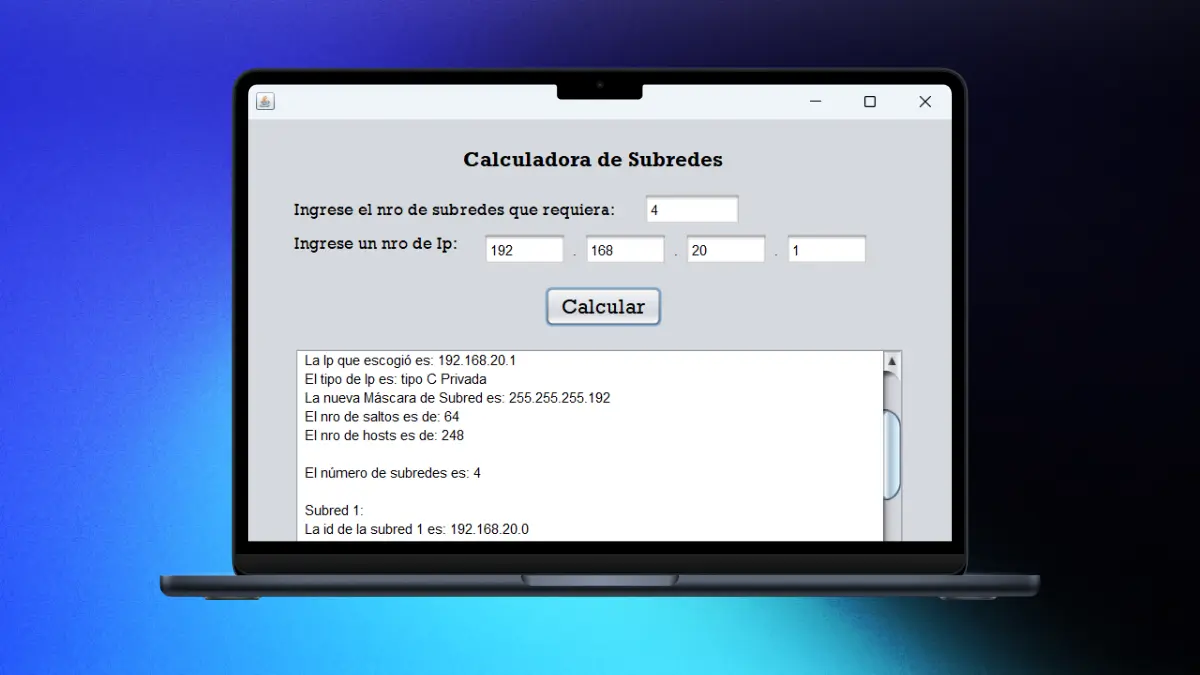 Calculadora de Subredes
Ingrese el nro de subredes que requiera: 4
Ingrese un nro de Ip: 192 . 168 . 20 . 1
Calcular
La Ip que escogió es: 192.168.20.1
El tipo de Ip es: tipo C Privada
La nueva Máscara de Subred es: 255.255.255.192
El nro de saltos es de: 64
El nro de hosts es de: 248
El número de subredes es: 4
Subred 1:
La id de la subred 1 es: 192.168.20.0